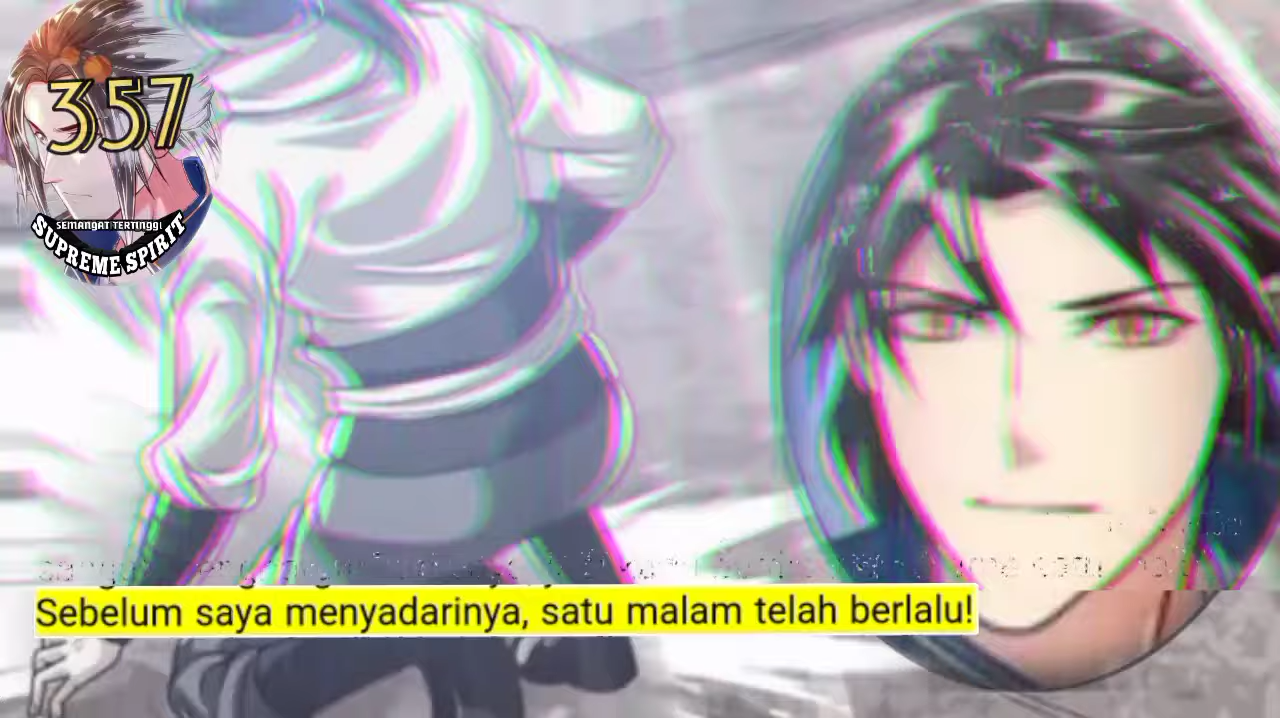 357
SEMANGAT TERTINGGI
SUPREME SPIRIT
Sebelum saya menyadarinya, satu malam telah berlalu!